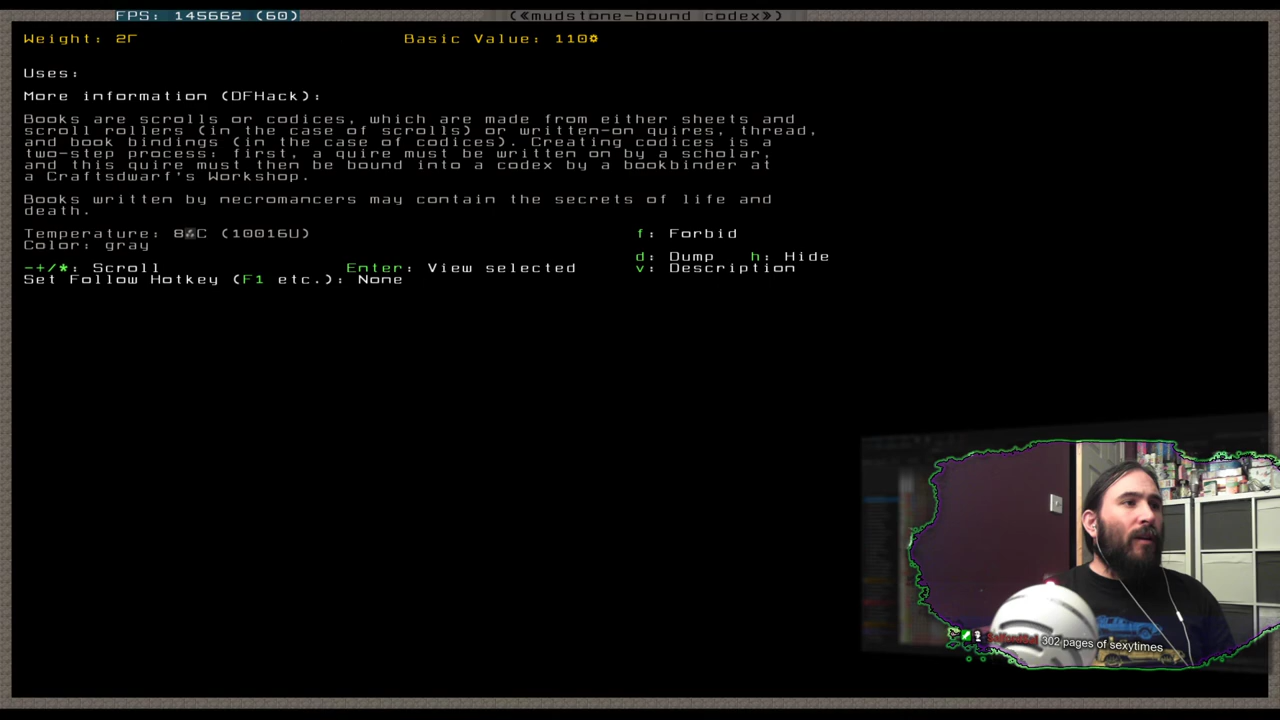 FPS: 145662 (60)
(«mudstone-bound codex»)
Weight: 2Γ
Basic Value: 110☼
Uses:
More information (DFHack):
Books are scrolls or codices, which are made from either sheets and
scroll rollers (in the case of scrolls) or written-on quires, thread,
and book bindings (in the case of codices). Creating codices is a
two-step process: first, a quire must be written on by a scholar,
and this quire must then be bound into a codex by a bookbinder at
a Craftsdwarf's Workshop.
Books written by necromancers may contain the secrets of life and
death.
Temperature: 8 C (10016U)
f: Forbid
Color: gray
d: Dump h: Hide
-+/*: Scroll
Enter: View selected
v: Description
Set Follow Hotkey (F1 etc.): None
302 pages of sexytimes